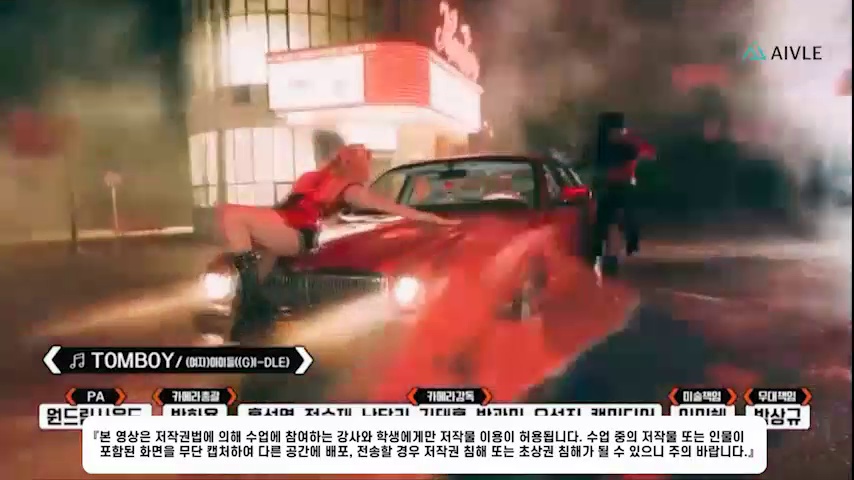 AIVLE
TOMBOY / (여자)아이들((G)I-DLE)
PA 카메라총괄 카메라감독 미술책임 무대책임
박상규
『본 영상은 저작권법에 의해 수업에 참여하는 강사와 학생에게만 저작물 이용이 허용됩니다. 수업 중의 저작물 또는 인물이
포함된 화면을 무단 캡처하여 다른 공간에 배포, 전송할 경우 저작권 침해 또는 초상권 침해가 될 수 있으니 주의 바랍니다.』